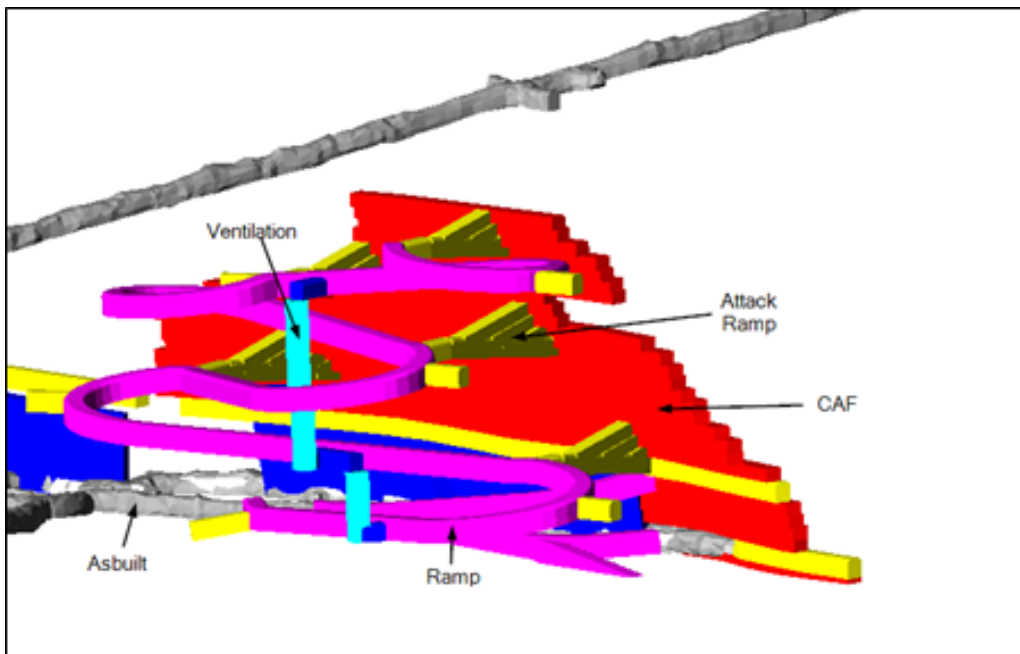 Ventilation
Attack
Ramp
CAF
Asbuilt
Ramp